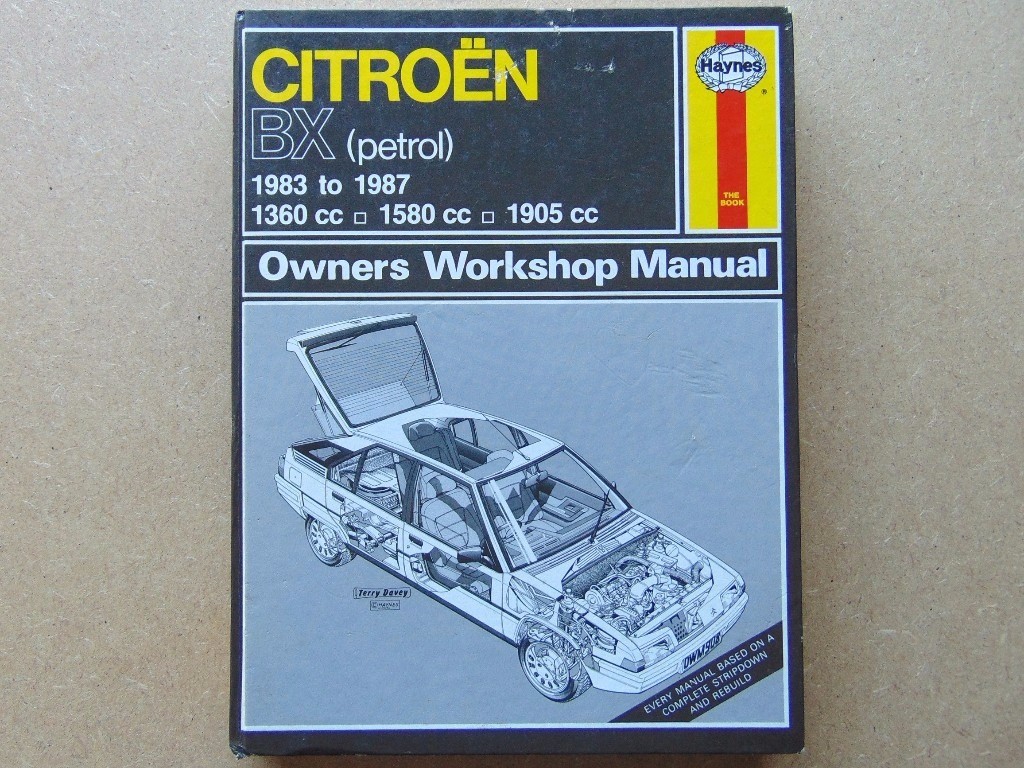 CITROËN
BX (petrol)
1983 to 1987
1360 cc □ 1580 cc □ 1905 cc
Haynes
®
THE
BOOK
Owners Workshop Manual
Terry Davey
© HAYNES
EVERY MANUAL BASED ON A
COMPLETE STRIPDOWN
AND REBUILD